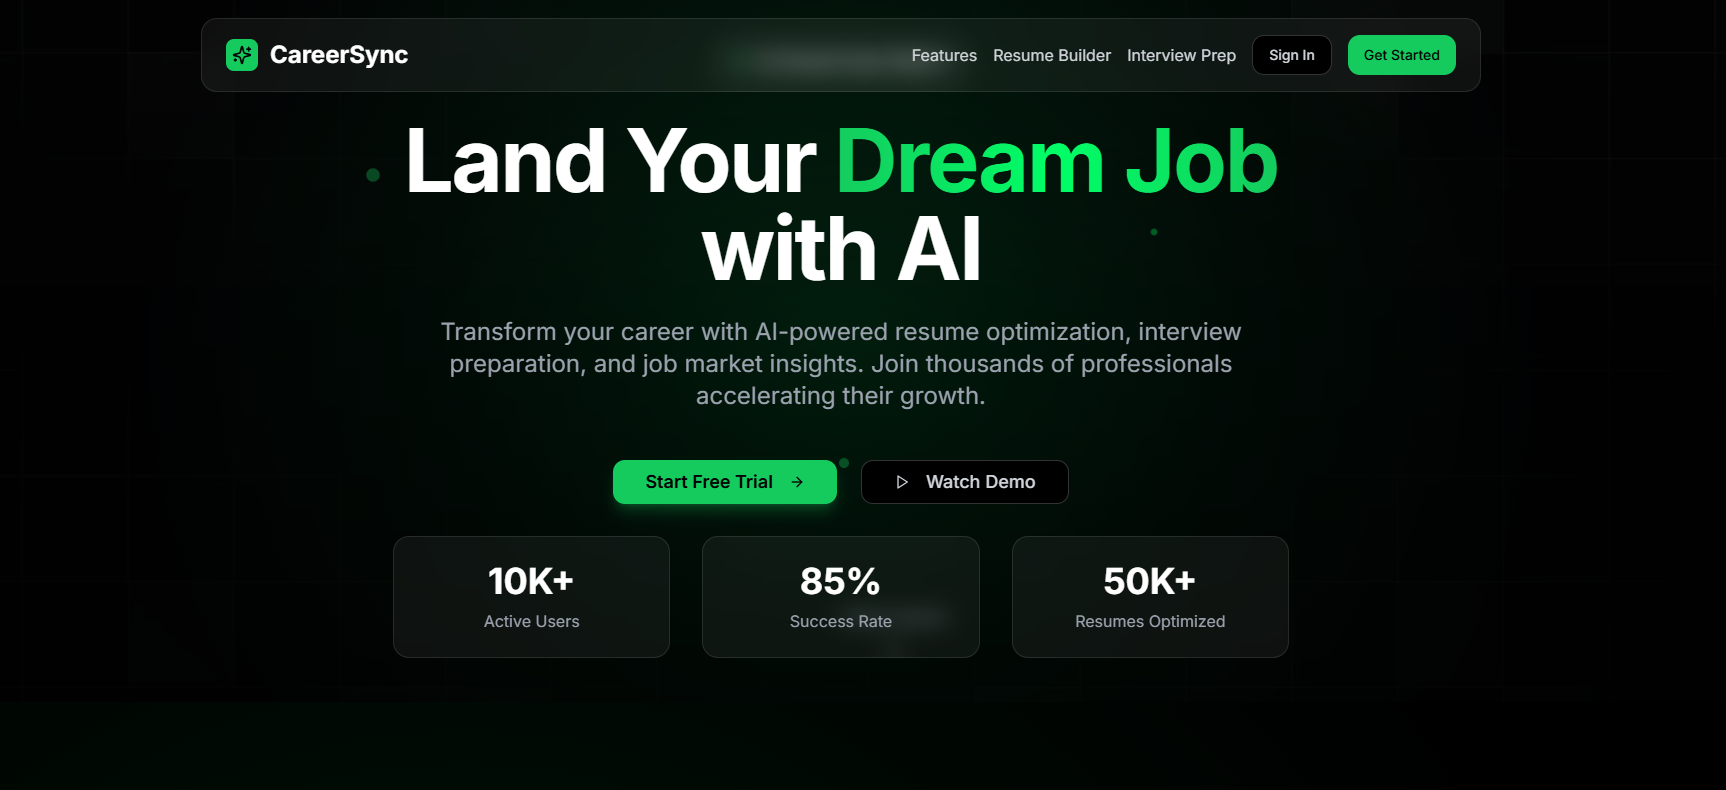 CareerSync
Features
Resume Builder
Interview Prep
Sign In
Get Started
Land Your Dream Job
with AI
Transform your career with AI-powered resume optimization, interview
preparation, and job market insights. Join thousands of professionals
accelerating their growth.
Start Free Trial
Watch Demo
10K+
Active Users
85%
Success Rate
50K+
Resumes Optimized